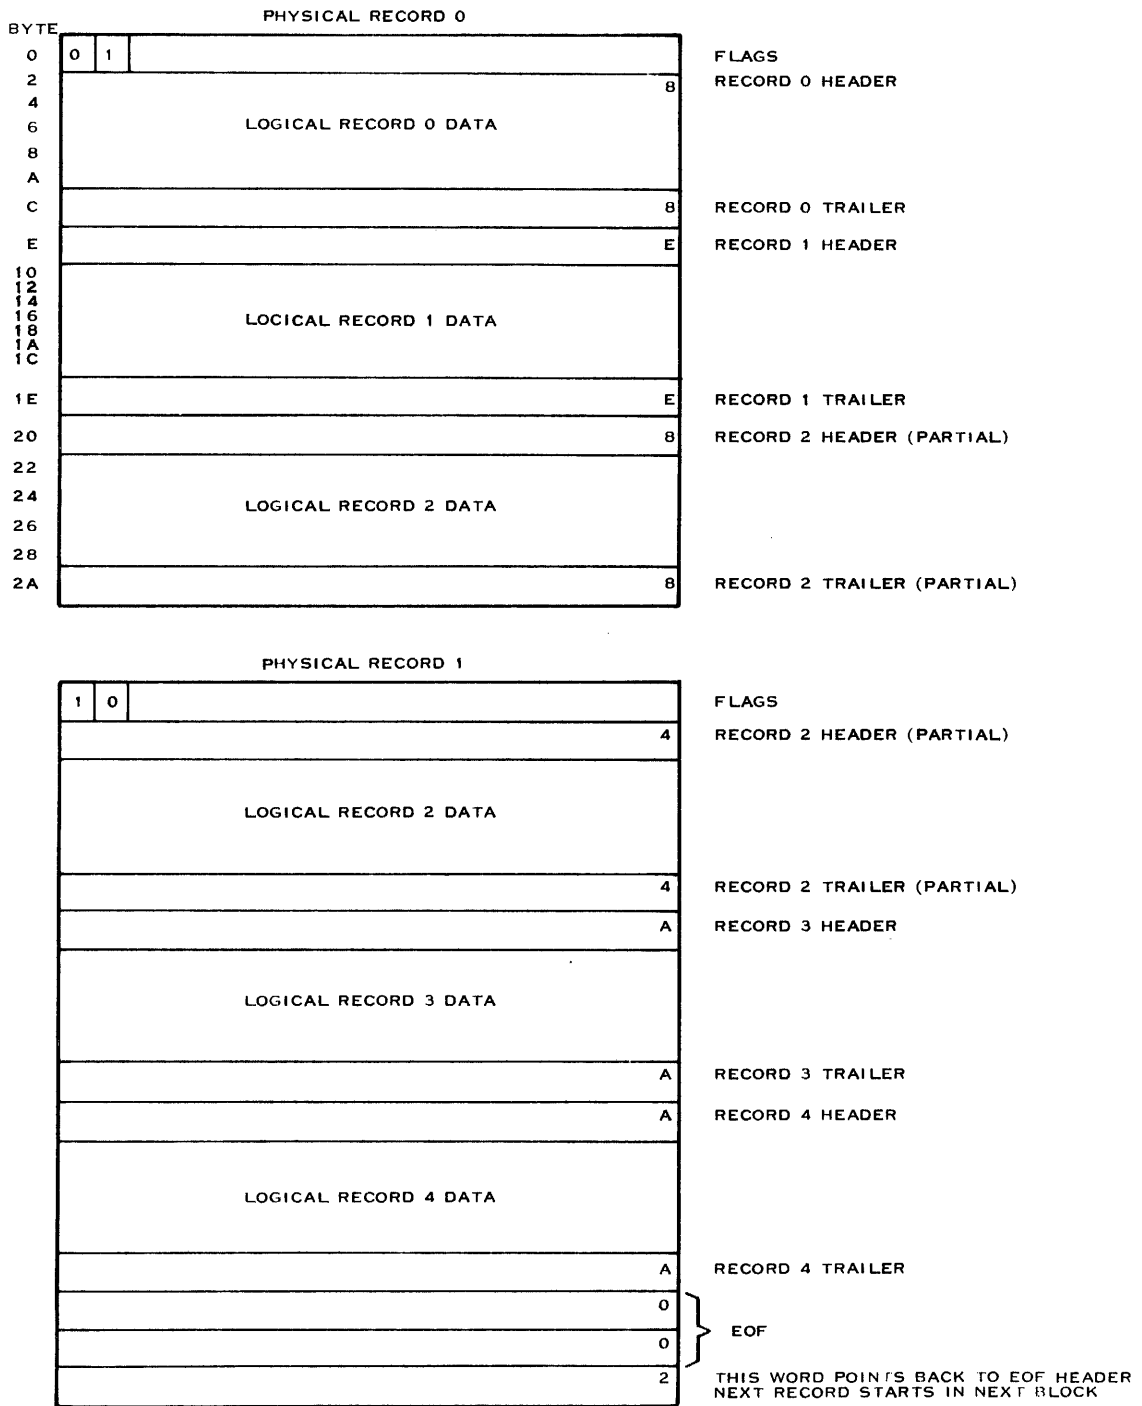 PHYSICAL RECORD 0
BYTE
0 0 1 FLAGS
2 8 RECORD 0 HEADER
4
6 LOGICAL RECORD 0 DATA
8
A
C 8 RECORD 0 TRAILER
E E RECORD 1 HEADER
10
12
14
16 LOCICAL RECORD 1 DATA
18
1A
1C
1E E RECORD 1 TRAILER
20 8 RECORD 2 HEADER (PARTIAL)
22
24 LOGICAL RECORD 2 DATA
26
28
2A 8 RECORD 2 TRAILER (PARTIAL)
PHYSICAL RECORD 1
1 0 FLAGS
4 RECORD 2 HEADER (PARTIAL)
LOGICAL RECORD 2 DATA
4 RECORD 2 TRAILER (PARTIAL)
A RECORD 3 HEADER
LOGICAL RECORD 3 DATA
A RECORD 3 TRAILER
A RECORD 4 HEADER
LOGICAL RECORD 4 DATA
A RECORD 4 TRAILER
0
EOF
0
2 THIS WORD POINTS BACK TO EOF HEADER
NEXT RECORD STARTS IN NEXT BLOCK